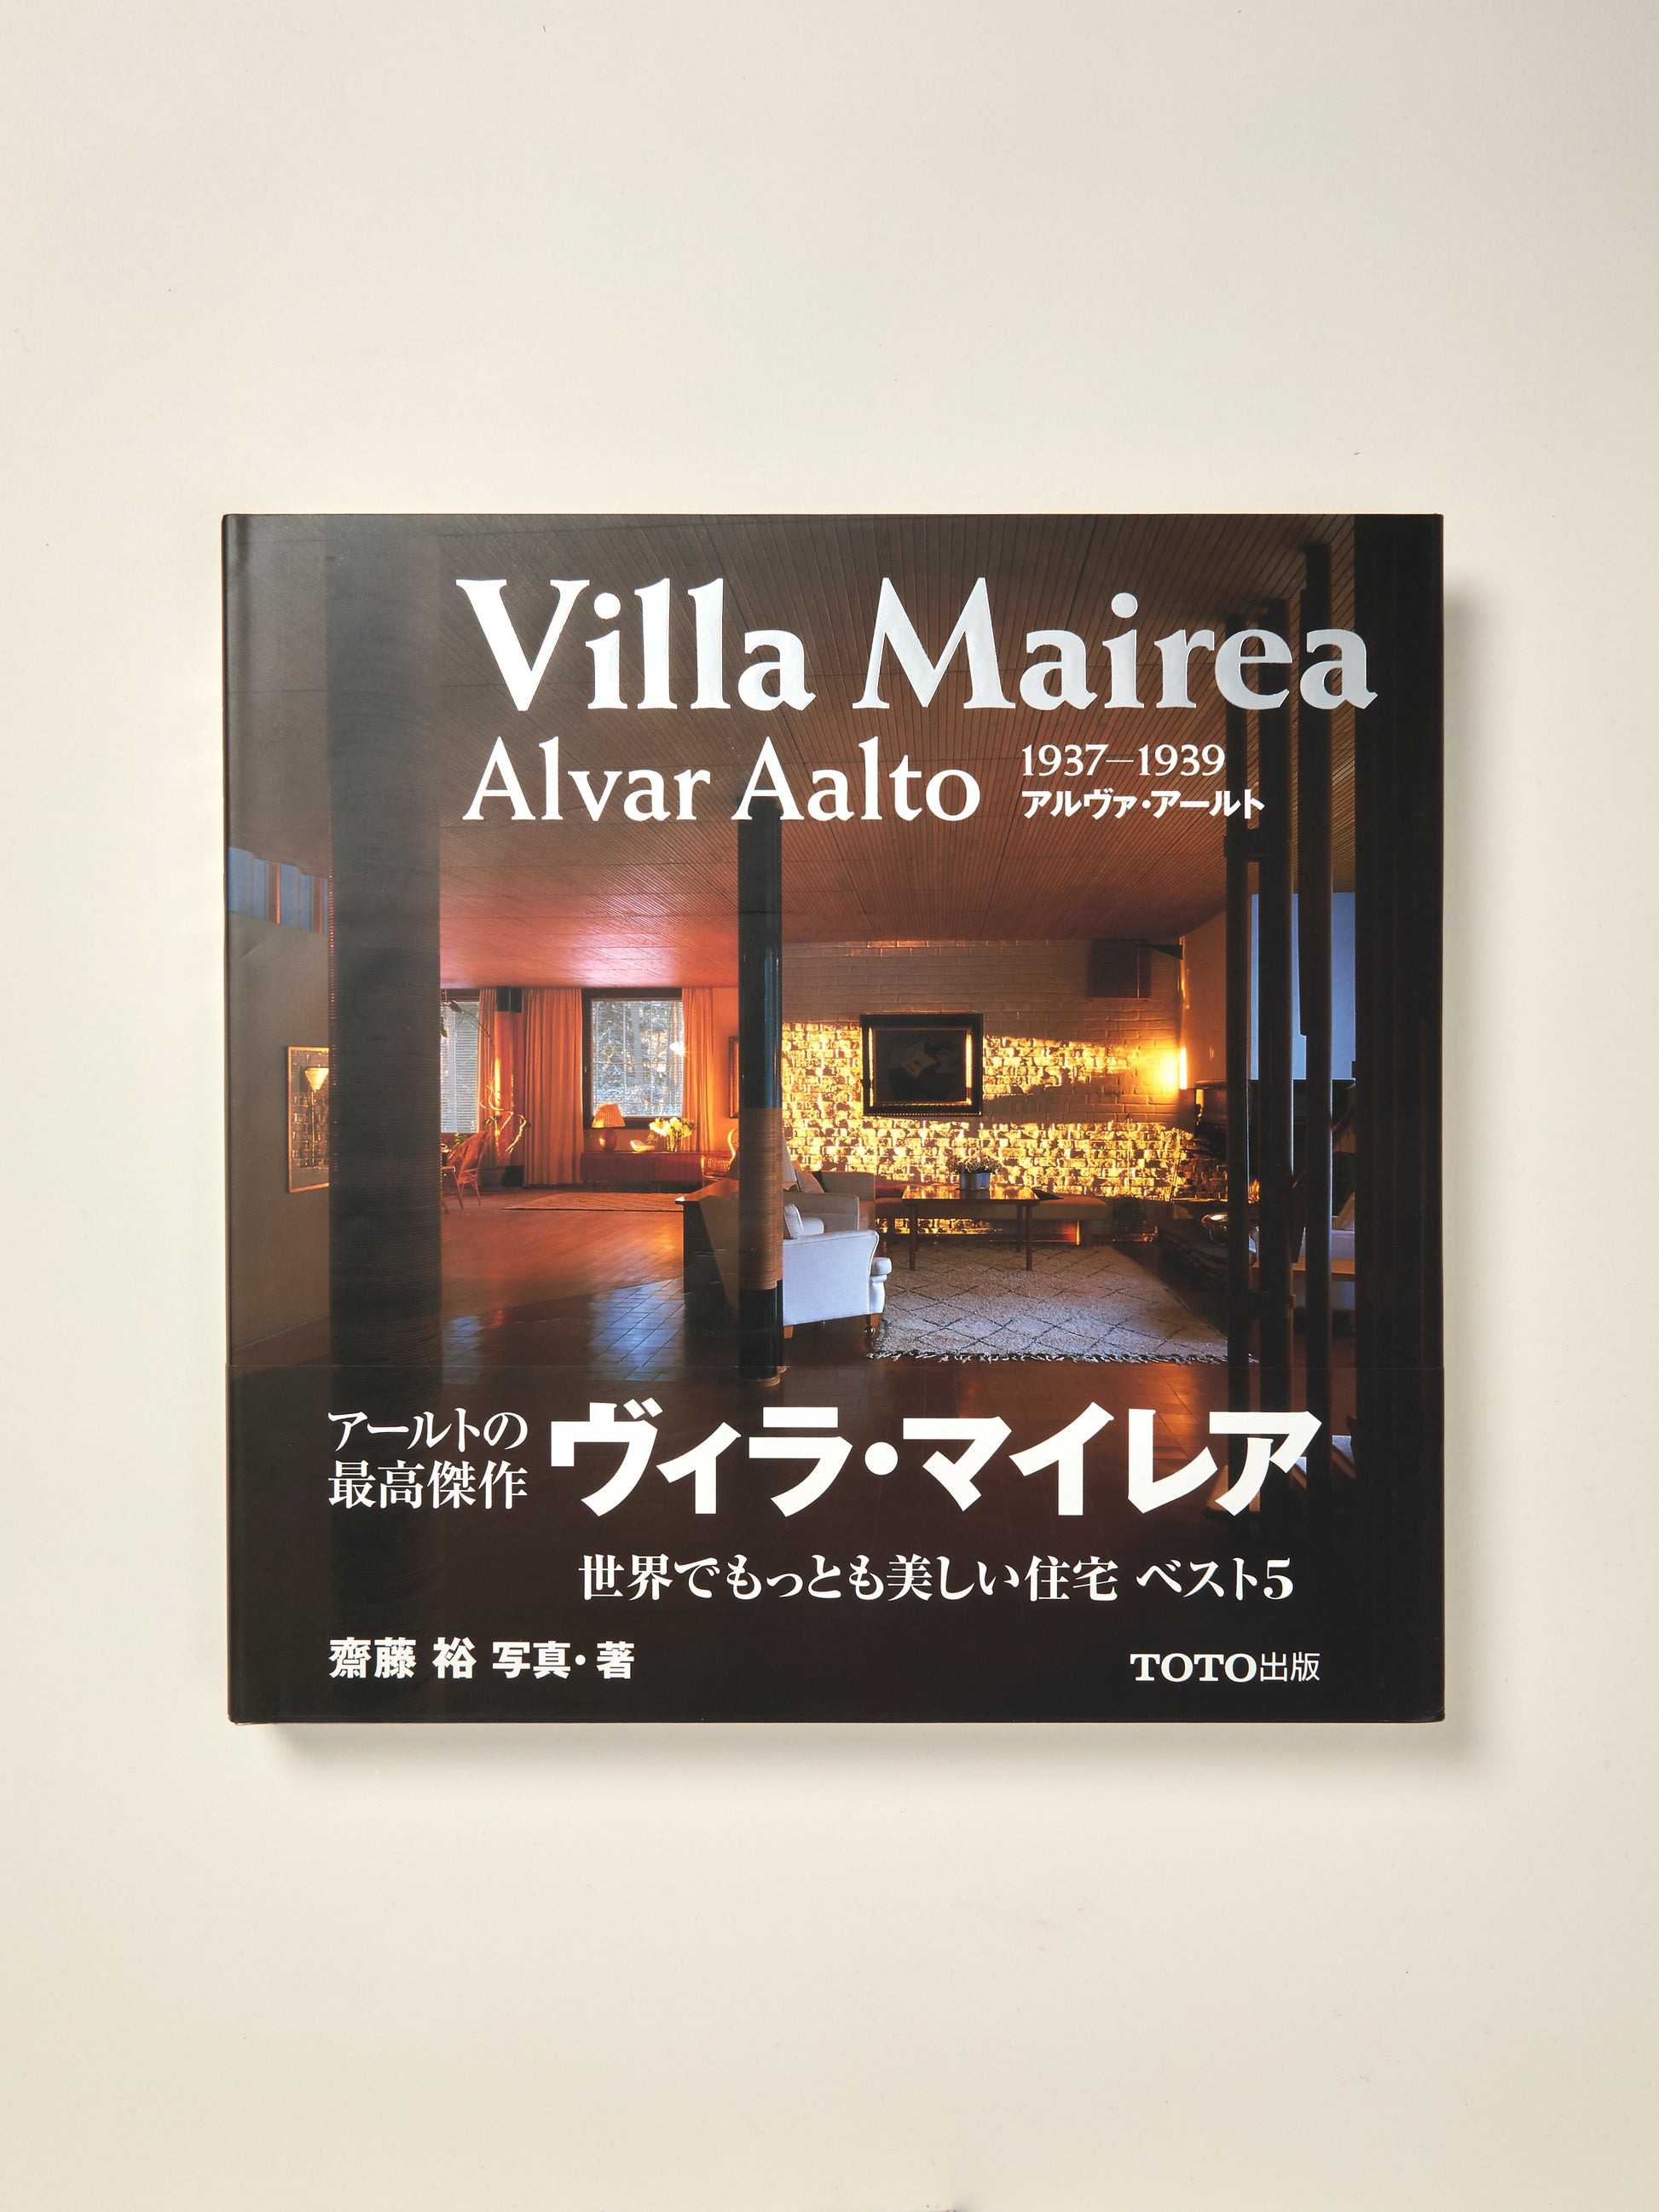 Villa Mairea
Alvar Aalto
1937—1939
アルヴァ・アールト
アールトの
最高傑作
ヴィラ・マイレア
世界でもっとも美しい住宅 ベスト5
齋藤 裕 写真・著
TOTO出版